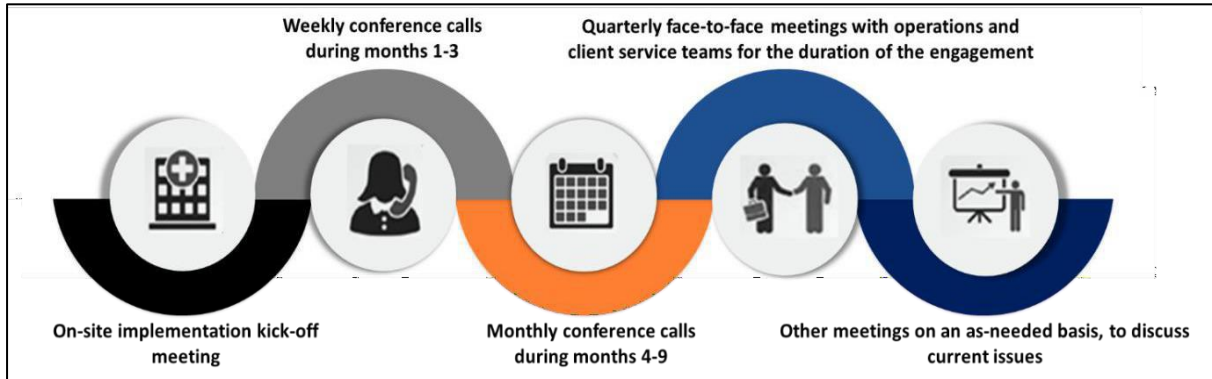 Weekly conference calls
during months 1-3
Quarterly face-to-face meetings with operations and
client service teams for the duration of the engagement
On-site implementation kick-off
meeting
Monthly conference calls
during months 4-9
Other meetings on an as-needed basis, to discuss
current issues